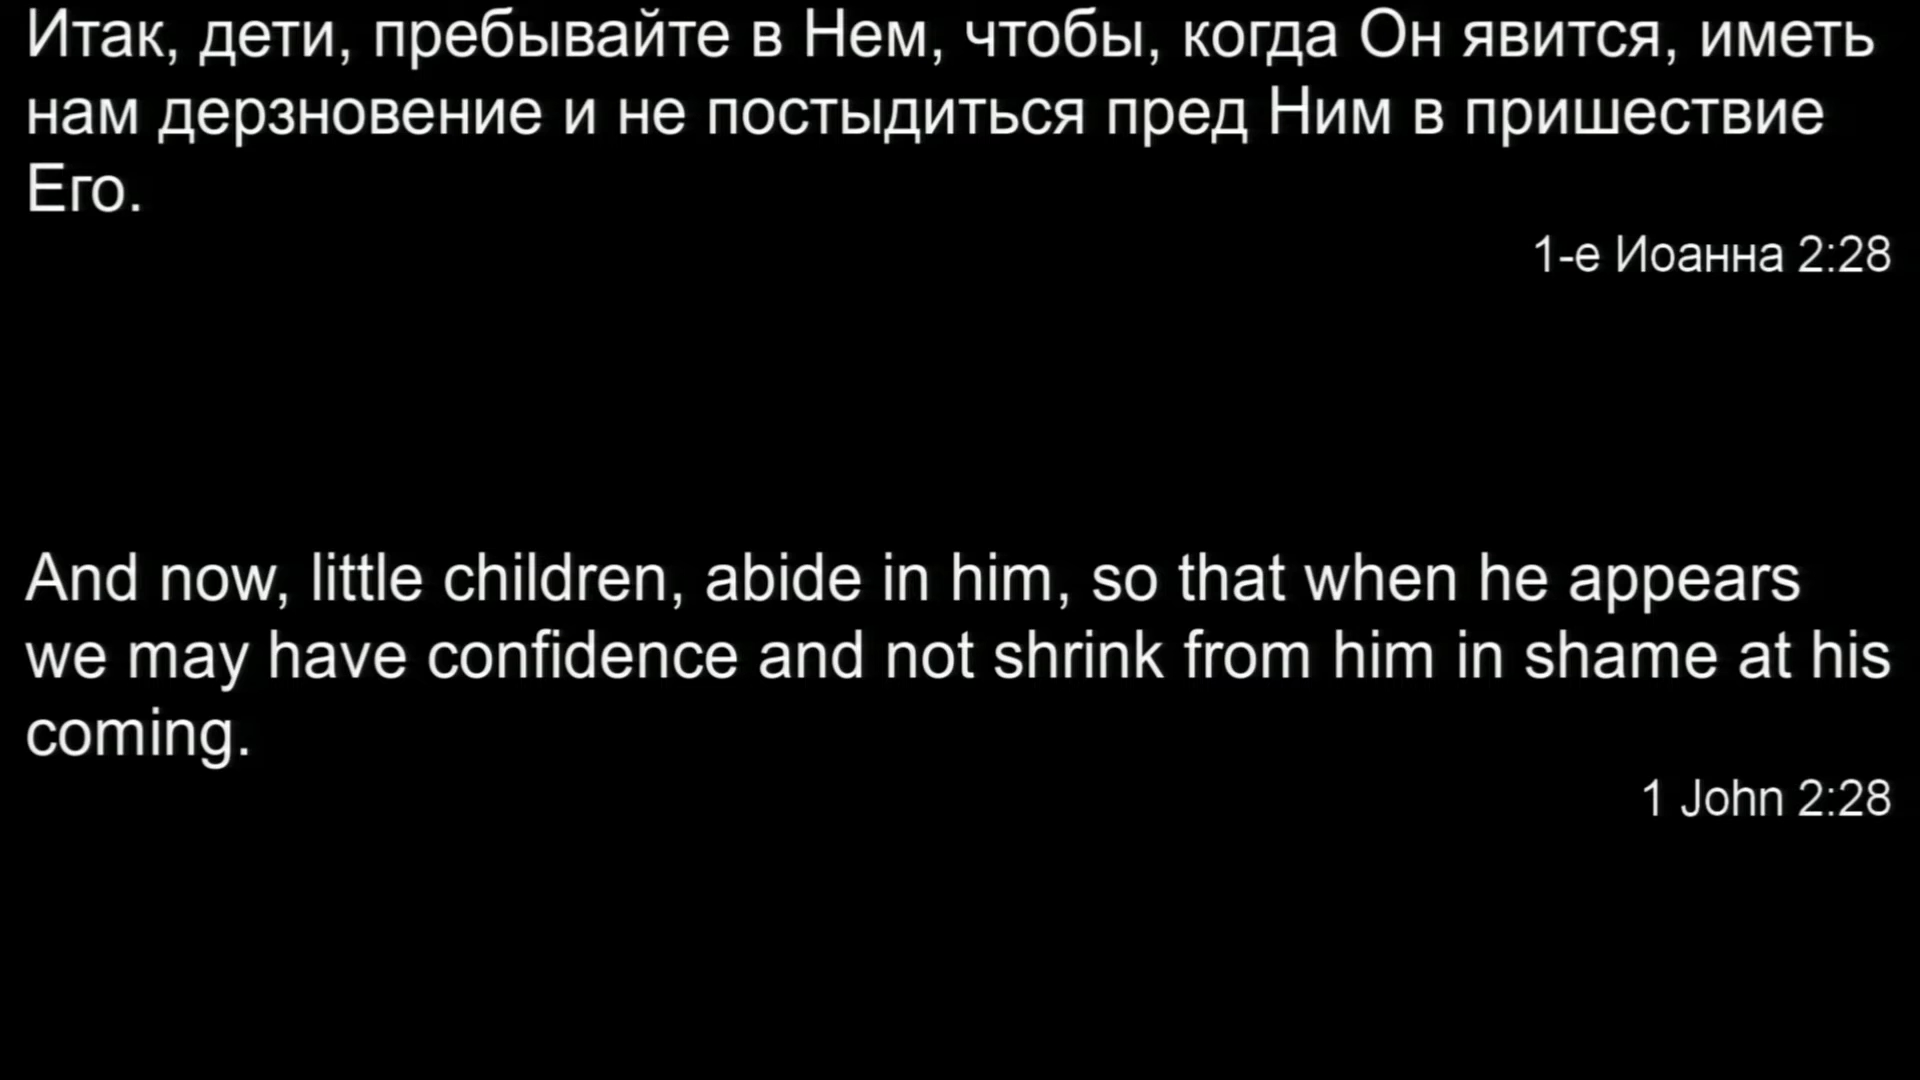 Итак, дети, пребывайте в Нем, чтобы, когда Он явится, иметь
нам дерзновение и не постыдиться пред Ним в пришествие
Его.
1-е Иоанна 2:28
And now, little children, abide in him, so that when he appears
we may have confidence and not shrink from him in shame at his
coming.
1 John 2:28